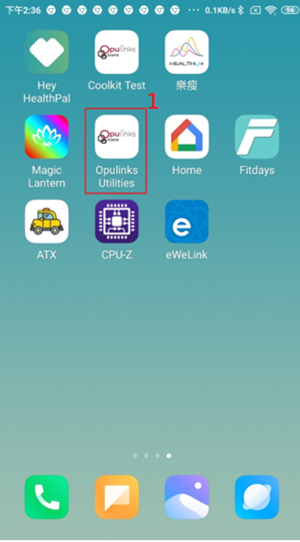 下午2:36
0.1KB/s
94
Hey
HealthPal
Opulinks
Coolkit Test
HEALTHU+
樂瘦
1
Magic
Lantern
Opulinks
Opulinks
Utilities
Home
Fitdays
ATX
CPU-Z
eWeLink